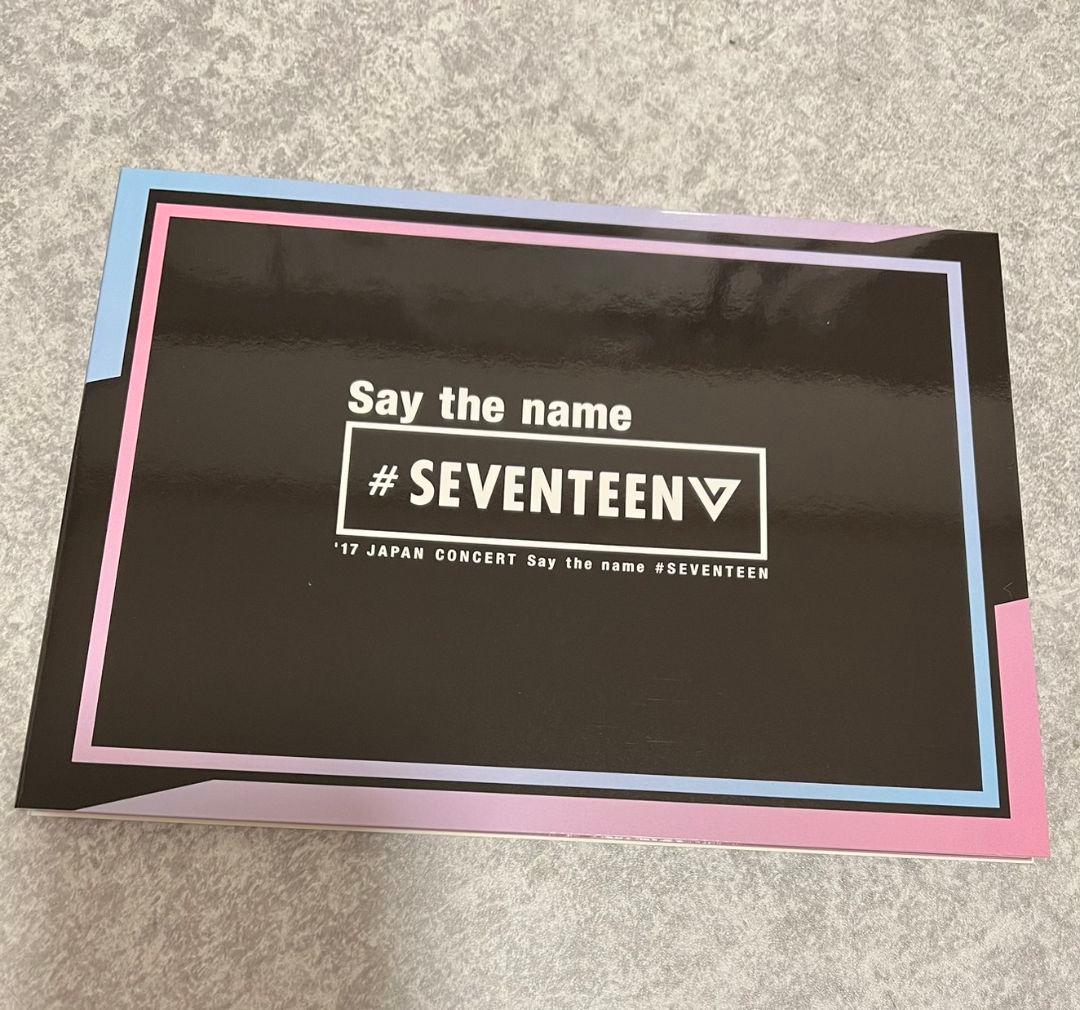 Say the name
# SEVENTEEN
'17 JAPAN CONCERT Say the name #SEVENTEEN